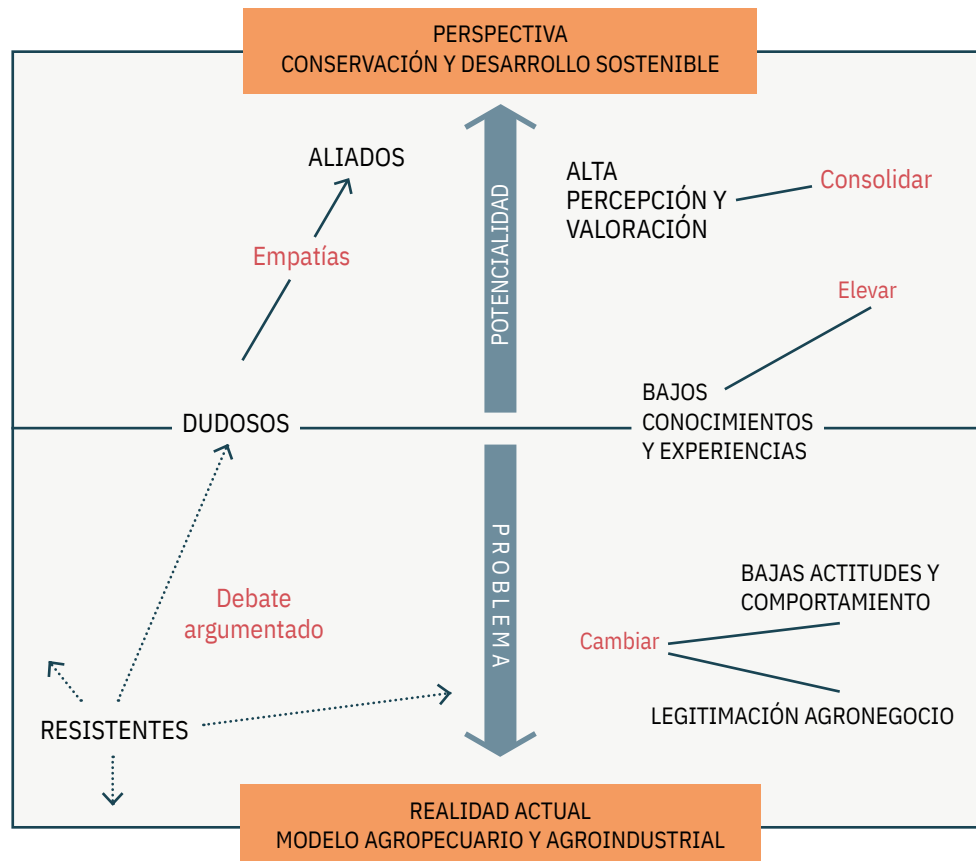 PERSPECTIVA
CONSERVACIÓN Y DESARROLLO SOSTENIBLE
ALIADOS
Empatías
DUDOSOS
Debate
argumentado
RESISTENTES
POTENCIALIDAD
PROBLEMA
ALTA
PERCEPCIÓN Y
VALORACIÓN
Consolidar
Elevar
BAJOS
CONOCIMIENTOS
Y EXPERIENCIAS
BAJAS ACTITUDES Y
COMPORTAMIENTO
Cambiar
LEGITIMACIÓN AGRONEGOCIO
REALIDAD ACTUAL
MODELO AGROPECUARIO Y AGROINDUSTRIAL